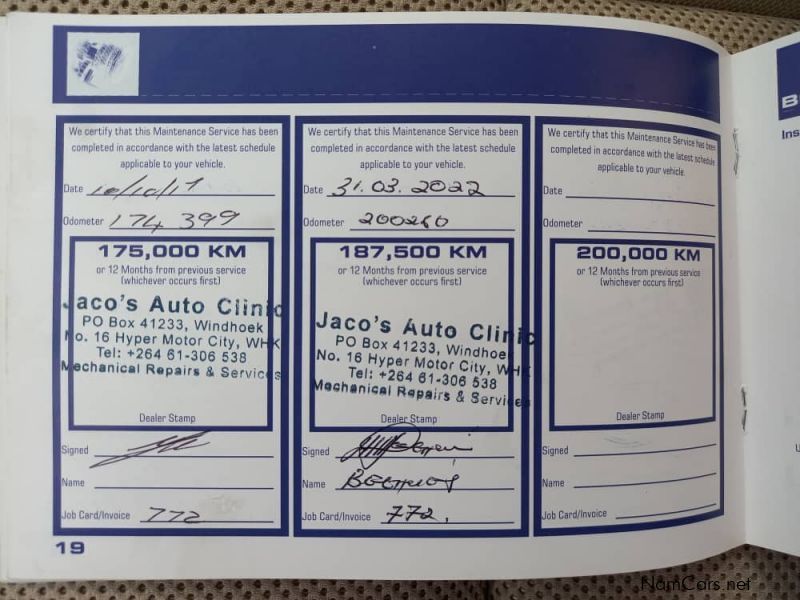 We certify that this Maintenance Service has been
completed in accordance with the latest schedule
applicable to your vehicle.
Date 10/10/17
Odometer 174 399
175,000 KM
or 12 Months from previous service
(whichever occurs first)
Jaco's Auto Clinic
PO Box 41233, Windhoek
No. 16 Hyper Motor City, WHK
Tel: +264 61-306 538
Mechanical Repairs & Services
Dealer Stamp
Signed
Name
Job Card/Invoice 772
19
We certify that this Maintenance Service has been
completed in accordance with the latest schedule
applicable to your vehicle.
Date 31.03.2022
Odometer 200260
187,500 KM
or 12 Months from previous service
(whichever occurs first)
Jaco's Auto Clinic
PO Box 41233, Windhoek
No. 16 Hyper Motor City, WHK
Tel: +264 61-306 538
Mechanical Repairs & Services
Dealer Stamp
Signed
Name
Job Card/Invoice 772.
We certify that this Maintenance Service has been
completed in accordance with the latest schedule
applicable to your vehicle.
Date
Odometer
200,000 KM
or 12 Months from previous service
(whichever occurs first)
Dealer Stamp
Signed
Name
Job Card/Invoice
B
Ins
U
NamCars.net